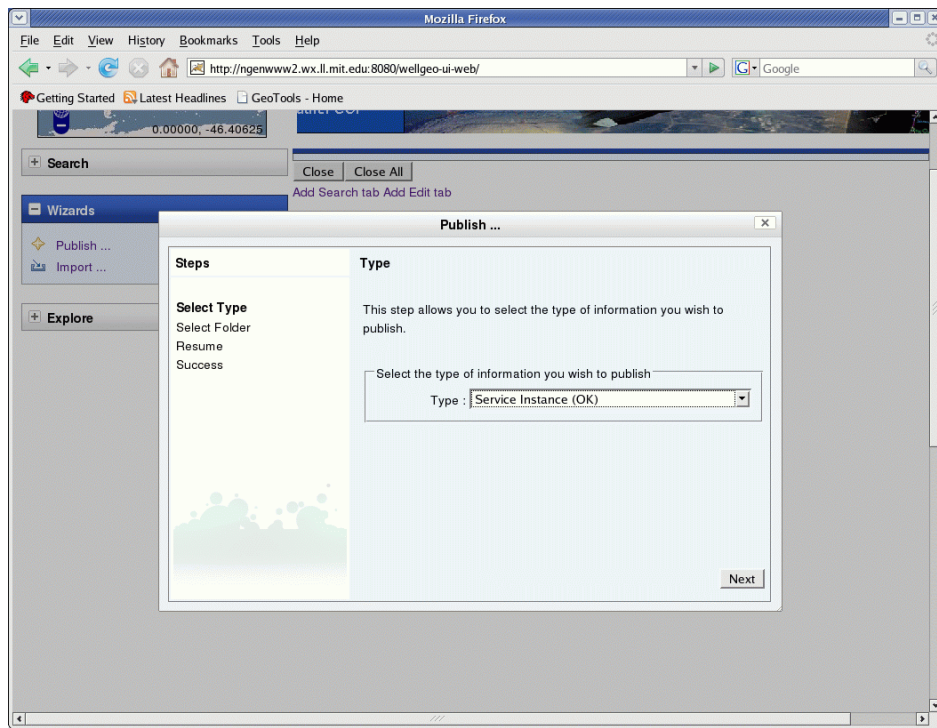 Mozilla Firefox
File Edit View History Bookmarks Tools Help
http://ngenwww2.wx.ll.mit.edu:8080/wellgeo-ui-web/
G Google
Getting Started Latest Headlines GeoTools - Home
0.00000, -46.40625
Search
Close Close All
Add Search tab Add Edit tab
Wizards
Publish ...
Import ...
Explore
Publish ...
Steps
Select Type
Select Folder
Resume
Success
Type
This step allows you to select the type of information you wish to
publish.
Select the type of information you wish to publish
Type : Service Instance (OK)
Next